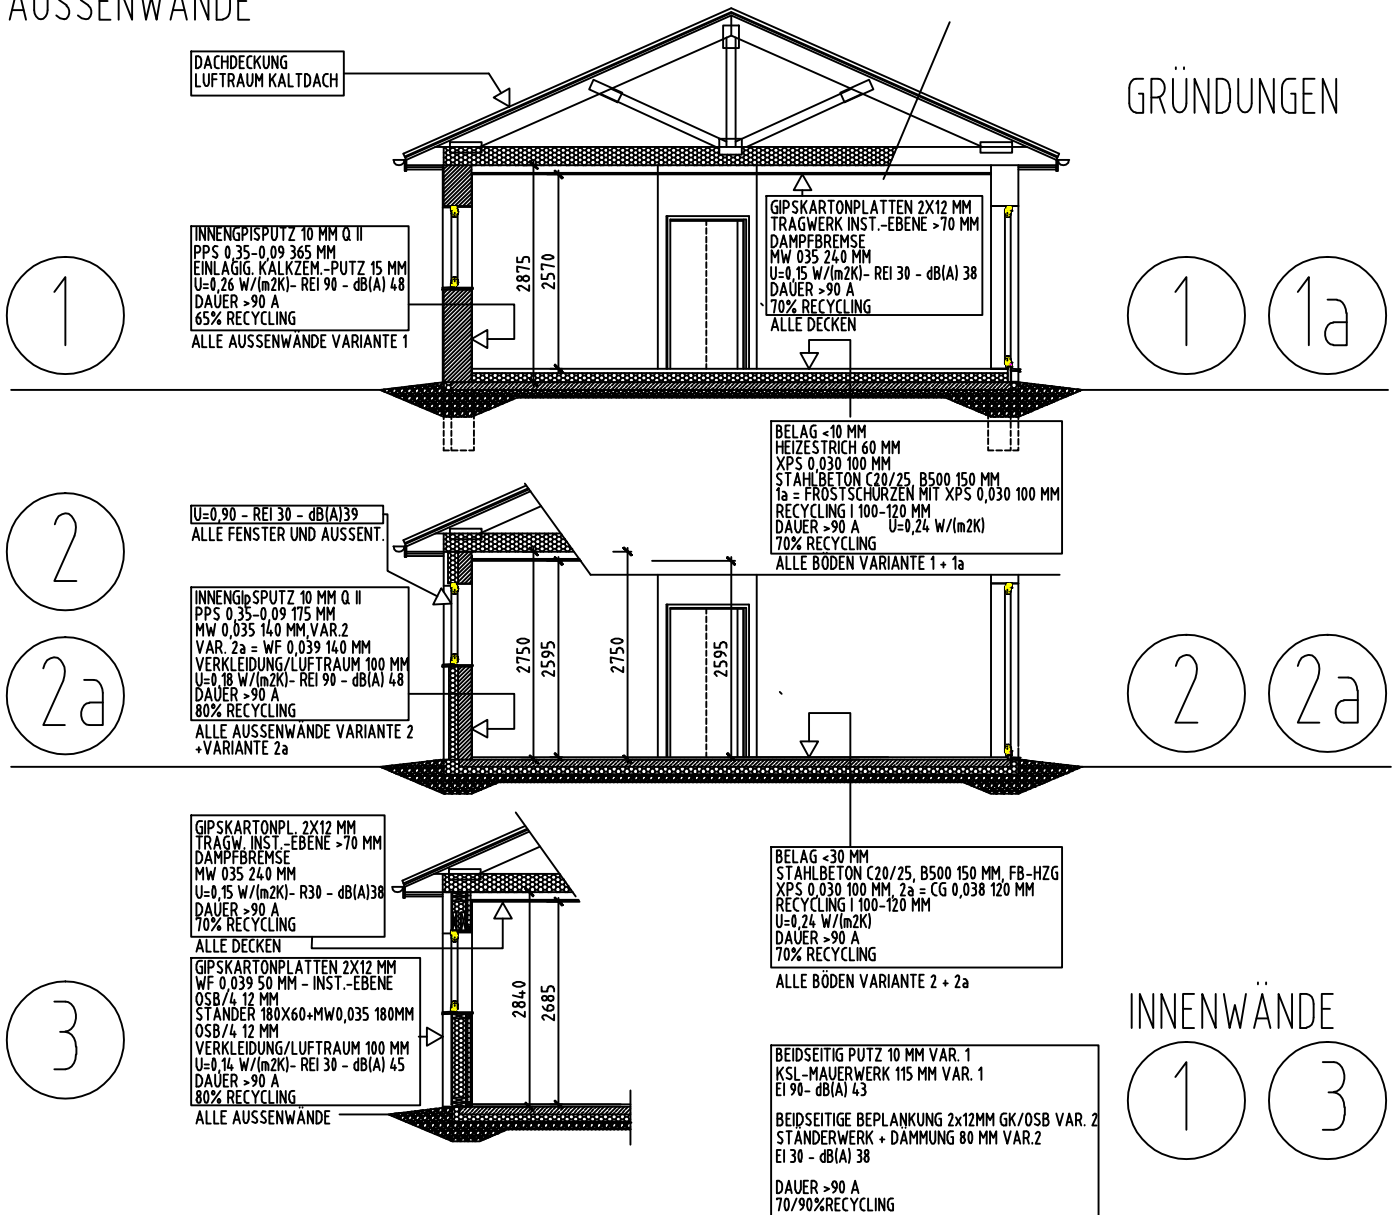 AUSSENWÄNDE
DACHDECKUNG
LUFTRAUM KALTDACH
GRÜNDUNGEN
INNENGPISPUTZ 10 MM Q II
PPS 0,35-0,09 365 MM
EINLAGIG. KALKZEM.-PUTZ 15 MM
U=0,26 W/(m2K)- REI 90 - dB(A) 48
DAUER >90 A
65% RECYCLING
ALLE AUSSENWÄNDE VARIANTE 1
1
2875
2570
GIPSKARTONPLATTEN 2X12 MM
TRAGWERK INST.-EBENE >70 MM
DAMPFBREMSE
MW 035 240 MM
U=0,15 W/(m2K)- REI 30 - dB(A) 38
DAUER >90 A
70% RECYCLING
ALLE DECKEN
1
1a
BELAG <10 MM
HEIZESTRICH 60 MM
XPS 0,030 100 MM
STAHLBETON C20/25, B500 150 MM
1a = FROSTSCHÜRZEN MIT XPS 0,030 100 MM
RECYCLING I 100-120 MM
DAUER >90 A U=0,24 W/(m2K)
70% RECYCLING
ALLE BÖDEN VARIANTE 1 + 1a
2
U=0,90 - REI 30 - dB(A)39
ALLE FENSTER UND AUSSENT.
INNENGIpSPUTZ 10 MM Q II
PPS 0,35-0,09 175 MM
MW 0,035 140 MM,VAR.2
VAR. 2a = WF 0,039 140 MM
VERKLEIDUNG/LUFTRAUM 100 MM
U=0,18 W/(m2K)- REI 90 - dB(A) 48
DAUER >90 A
80% RECYCLING
ALLE AUSSENWÄNDE VARIANTE 2
+VARIANTE 2a
2a
2750
2595
2750
2595
2
2a
GIPSKARTONPL. 2X12 MM
TRAGW. INST.-EBENE >70 MM
DAMPFBREMSE
MW 035 240 MM
U=0,15 W/(m2K)- R30 - dB(A)38
DAUER >90 A
70% RECYCLING
ALLE DECKEN
BELAG <30 MM
STAHLBETON C20/25, B500 150 MM, FB-HZG
XPS 0,030 100 MM, 2a = CG 0,038 120 MM
RECYCLING I 100-120 MM
U=0,24 W/(m2K)
DAUER >90 A
70% RECYCLING
ALLE BÖDEN VARIANTE 2 + 2a
3
GIPSKARTONPLATTEN 2X12 MM
WF 0,039 50 MM - INST.-EBENE
OSB/4 12 MM
STÄNDER 180X60+MW0,035 180MM
OSB/4 12 MM
VERKLEIDUNG/LUFTRAUM 100 MM
U=0,14 W/(m2K)- REI 30 - dB(A) 45
DAUER >90 A
80% RECYCLING
ALLE AUSSENWÄNDE
2840
2685
INNENWÄNDE
BEIDSEITIG PUTZ 10 MM VAR. 1
KSL-MAUERWERK 115 MM VAR. 1
EI 90- dB(A) 43
BEIDSEITIGE BEPLANKUNG 2x12MM GK/OSB VAR. 2
STÄNDERWERK + DÄMMUNG 80 MM VAR.2
EI 30 - dB(A) 38
DAUER >90 A
70/90%RECYCLING
1
3